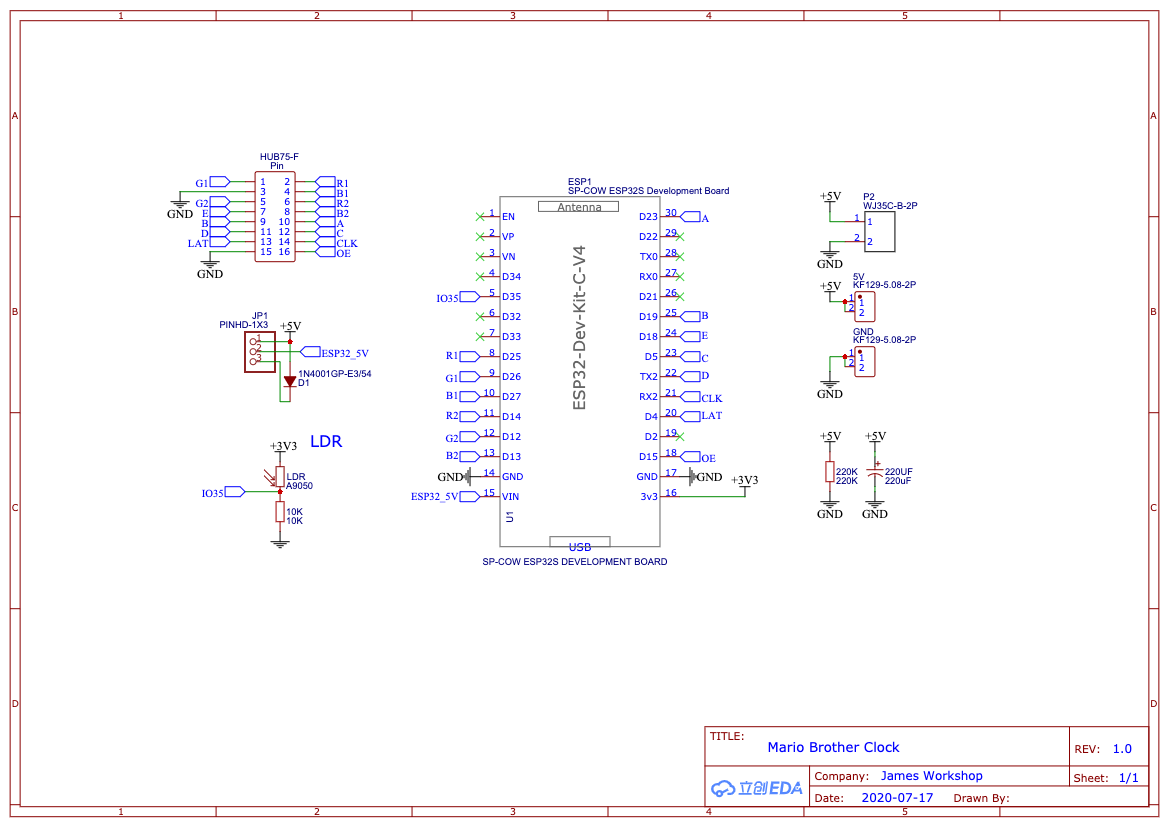 1 2 3 4 5
A A
HUB75-F
Pin
G1 1 2 R1
3 4 B1
G2 5 6 R2
E 7 8 B2
B 9 10 A
D 11 12 C
LAT 13 14 CLK
15 16 OE
GND
GND
JP1
PINHD-1X3
+5V
1
2
3
ESP32_5V
1N4001GP-E3/54
D1
LDR
+3V3
LDR
A9050
IO35
10K
10K
ESP1
SP-COW ESP32S Development Board
Antenna
ESP32-Dev-Kit-C-V4
1 EN D23 30 A
2 VP D22 29
3 VN TX0 28
4 D34 RX0 27
IO35 5 D35 D21 26
6 D32 D19 25 B
7 D33 D18 24 E
R1 8 D25 D5 23 C
G1 9 D26 TX2 22 D
B1 10 D27 RX2 21 CLK
R2 11 D14 D4 20 LAT
G2 12 D12 D2 19
B2 13 D13 D15 18 OE
GND 14 GND GND 17 GND
ESP32_5V 15 VIN 3v3 16 +3V3
U1
USB
SP-COW ESP32S DEVELOPMENT BOARD
+5V
P2
WJ35C-B-2P
1 1
2 2
GND
+5V
5V
KF129-5.08-2P
1 1
2 2
GND
KF129-5.08-2P
1 1
2 2
GND
+5V +5V
220K
220K
+
220UF
220uF
GND GND
B B
C C
D D
TITLE:
Mario Brother Clock
REV: 1.0
立创EDA
Company: James Workshop
Sheet: 1/1
Date: 2020-07-17 Drawn By:
1 2 3 4 5